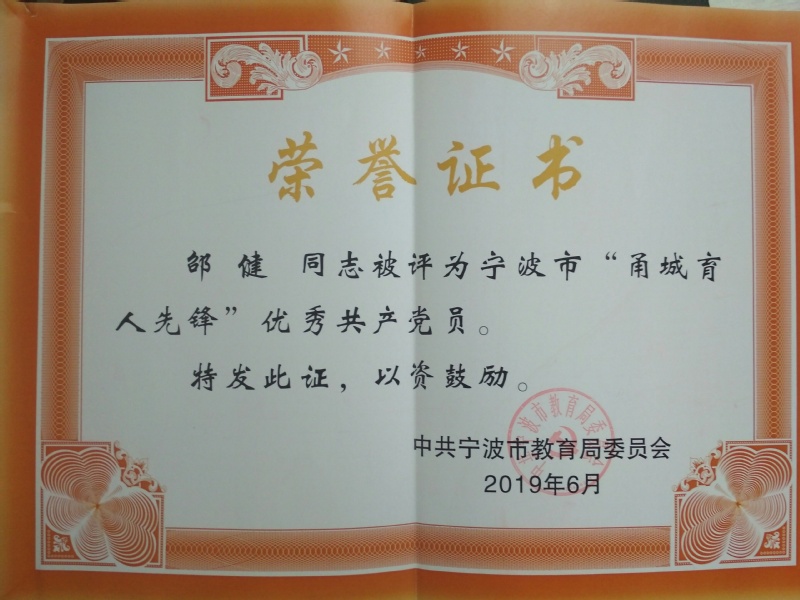 荣誉证书
邵健 同志被评为宁波市“甬城育
人先锋”优秀共产党员。
特发此证，以资鼓励。
中共宁波市教育局委员会
2019年6月